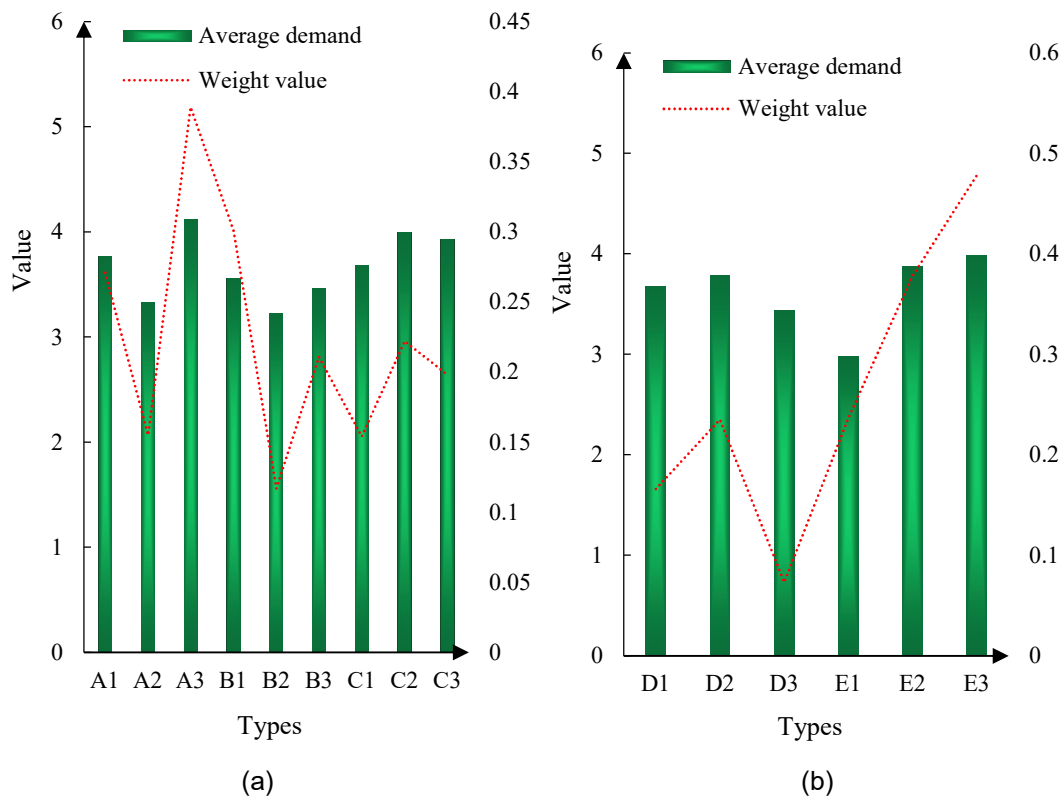 Average demand
Weight value
Value
6
5
4
3
2
1
0
0.45
0.4
0.35
0.3
0.25
0.2
0.15
0.1
0.05
0
A1 A2 A3 B1 B2 B3 C1 C2 C3
Types
(a)
Average demand
Weight value
Value
6
5
4
3
2
1
0
0.6
0.5
0.4
0.3
0.2
0.1
0
D1 D2 D3 E1 E2 E3
Types
(b)